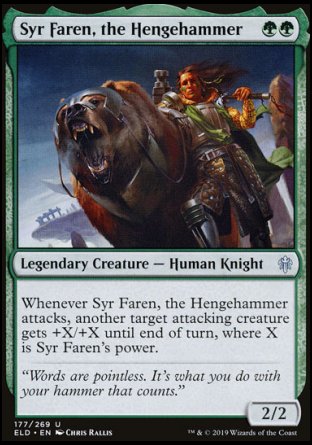 Syr Faren, the Hengehammer
Legendary Creature — Human Knight
Whenever Syr Faren, the Hengehammer
attacks, another target attacking creature
gets +X/+X until end of turn, where X
is Syr Faren's power.
“Words are pointless. It's what you do with
your hammer that counts.”
2/2
177/269 U
ELD • EN Chris Rallis
™ & © 2019 Wizards of the Coast